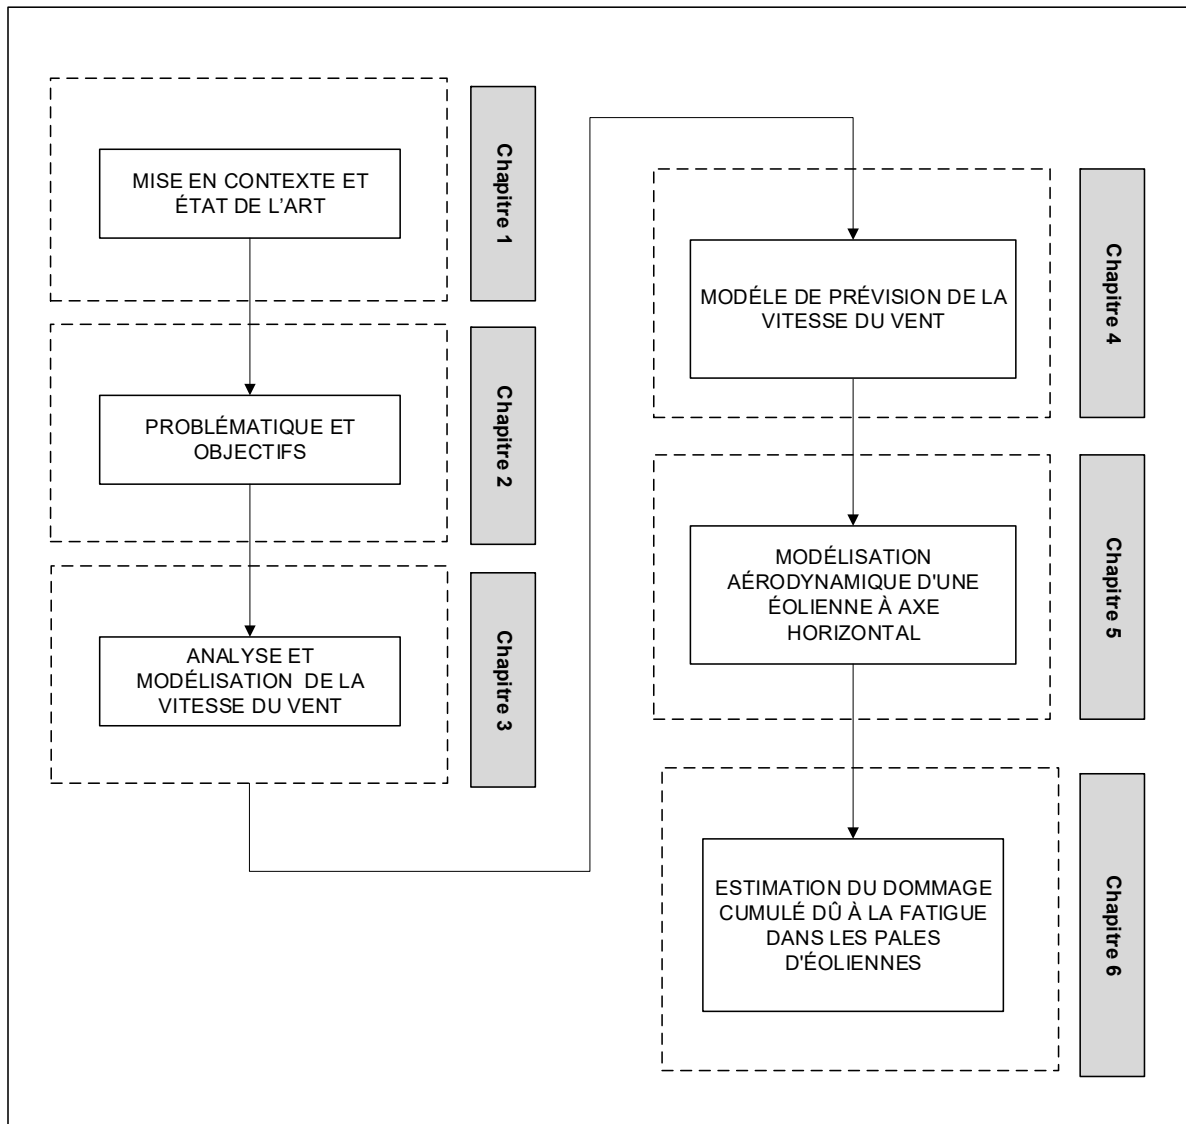 MISE EN CONTEXTE ET
ÉTAT DE L'ART
Chapitre 1
PROBLÉMATIQUE ET
OBJECTIFS
Chapitre 2
ANALYSE ET
MODÉLISATION DE LA
VITESSE DU VENT
Chapitre 3
MODÉLE DE PRÉVISION DE LA
VITESSE DU VENT
Chapitre 4
MODÉLISATION
AÉRODYNAMIQUE D'UNE
ÉOLIENNE À AXE
HORIZONTAL
Chapitre 5
ESTIMATION DU DOMMAGE
CUMULÉ DÛ À LA FATIGUE
DANS LES PALES
D'ÉOLIENNES
Chapitre 6